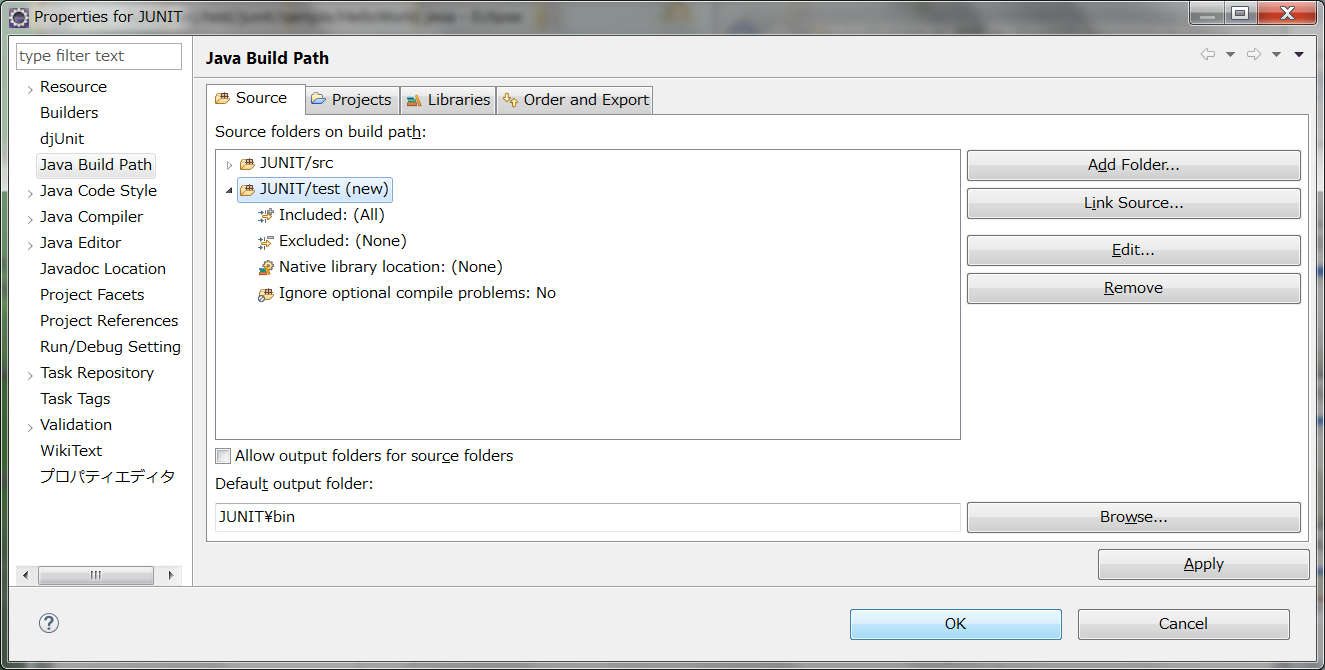 Properties for JUNIT
type filter text
Resource
Builders
djUnit
Java Build Path
Java Code Style
Java Compiler
Java Editor
Javadoc Location
Project Facets
Project References
Run/Debug Setting
Task Repository
Task Tags
Validation
WikiText
プロパティエディタ
Java Build Path
Source Projects Libraries Order and Export
Source folders on build path:
JUNIT/src
JUNIT/test (new)
Included: (All)
Excluded: (None)
Native library location: (None)
Ignore optional compile problems: No
Add Folder...
Link Source...
Edit...
Remove
Allow output folders for source folders
Default output folder:
JUNIT¥bin
Browse...
Apply
OK
Cancel